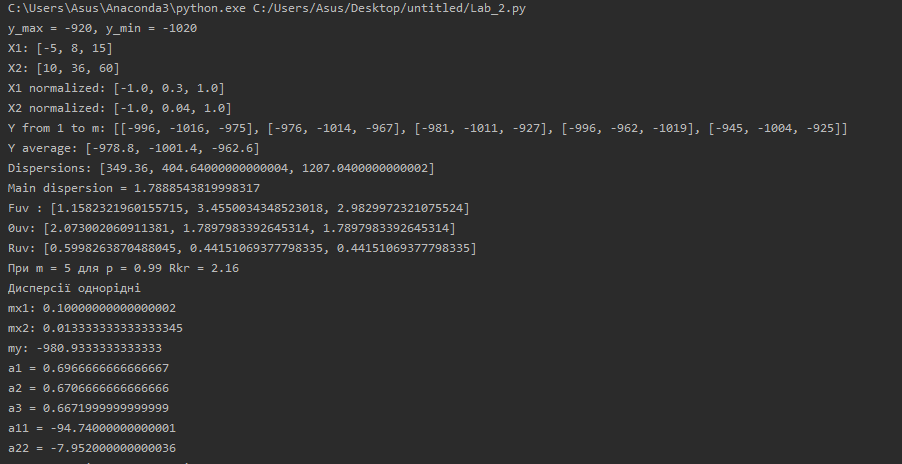 C:\Users\Asus\Anaconda3\python.exe C:/Users/Asus/Desktop/untitled/Lab_2.py
y_max = -920, y_min = -1020
X1: [-5, 8, 15]
X2: [10, 36, 60]
X1 normalized: [-1.0, 0.3, 1.0]
X2 normalized: [-1.0, 0.04, 1.0]
Y from 1 to m: [[-996, -1016, -975], [-976, -1014, -967], [-981, -1011, -927], [-996, -962, -1019], [-945, -1004, -925]]
Y average: [-978.8, -1001.4, -962.6]
Dispersions: [349.36, 404.64000000000004, 1207.0400000000002]
Main dispersion = 1.7888543819998317
Fuv : [1.1582321960155715, 3.4550034348523018, 2.9829972321075524]
0uv: [2.073002060911381, 1.7897983392645314, 1.7897983392645314]
Ruv: [0.5998263870488045, 0.44151069377798335, 0.44151069377798335]
При m = 5 для p = 0.99 Rkr = 2.16
Дисперсії однорідні
mx1: 0.10000000000000002
mx2: 0.013333333333333345
my: -980.9333333333333
a1 = 0.6966666666666667
a2 = 0.6706666666666666
a3 = 0.6671999999999999
a11 = -94.74000000000001
a22 = -7.952000000000036